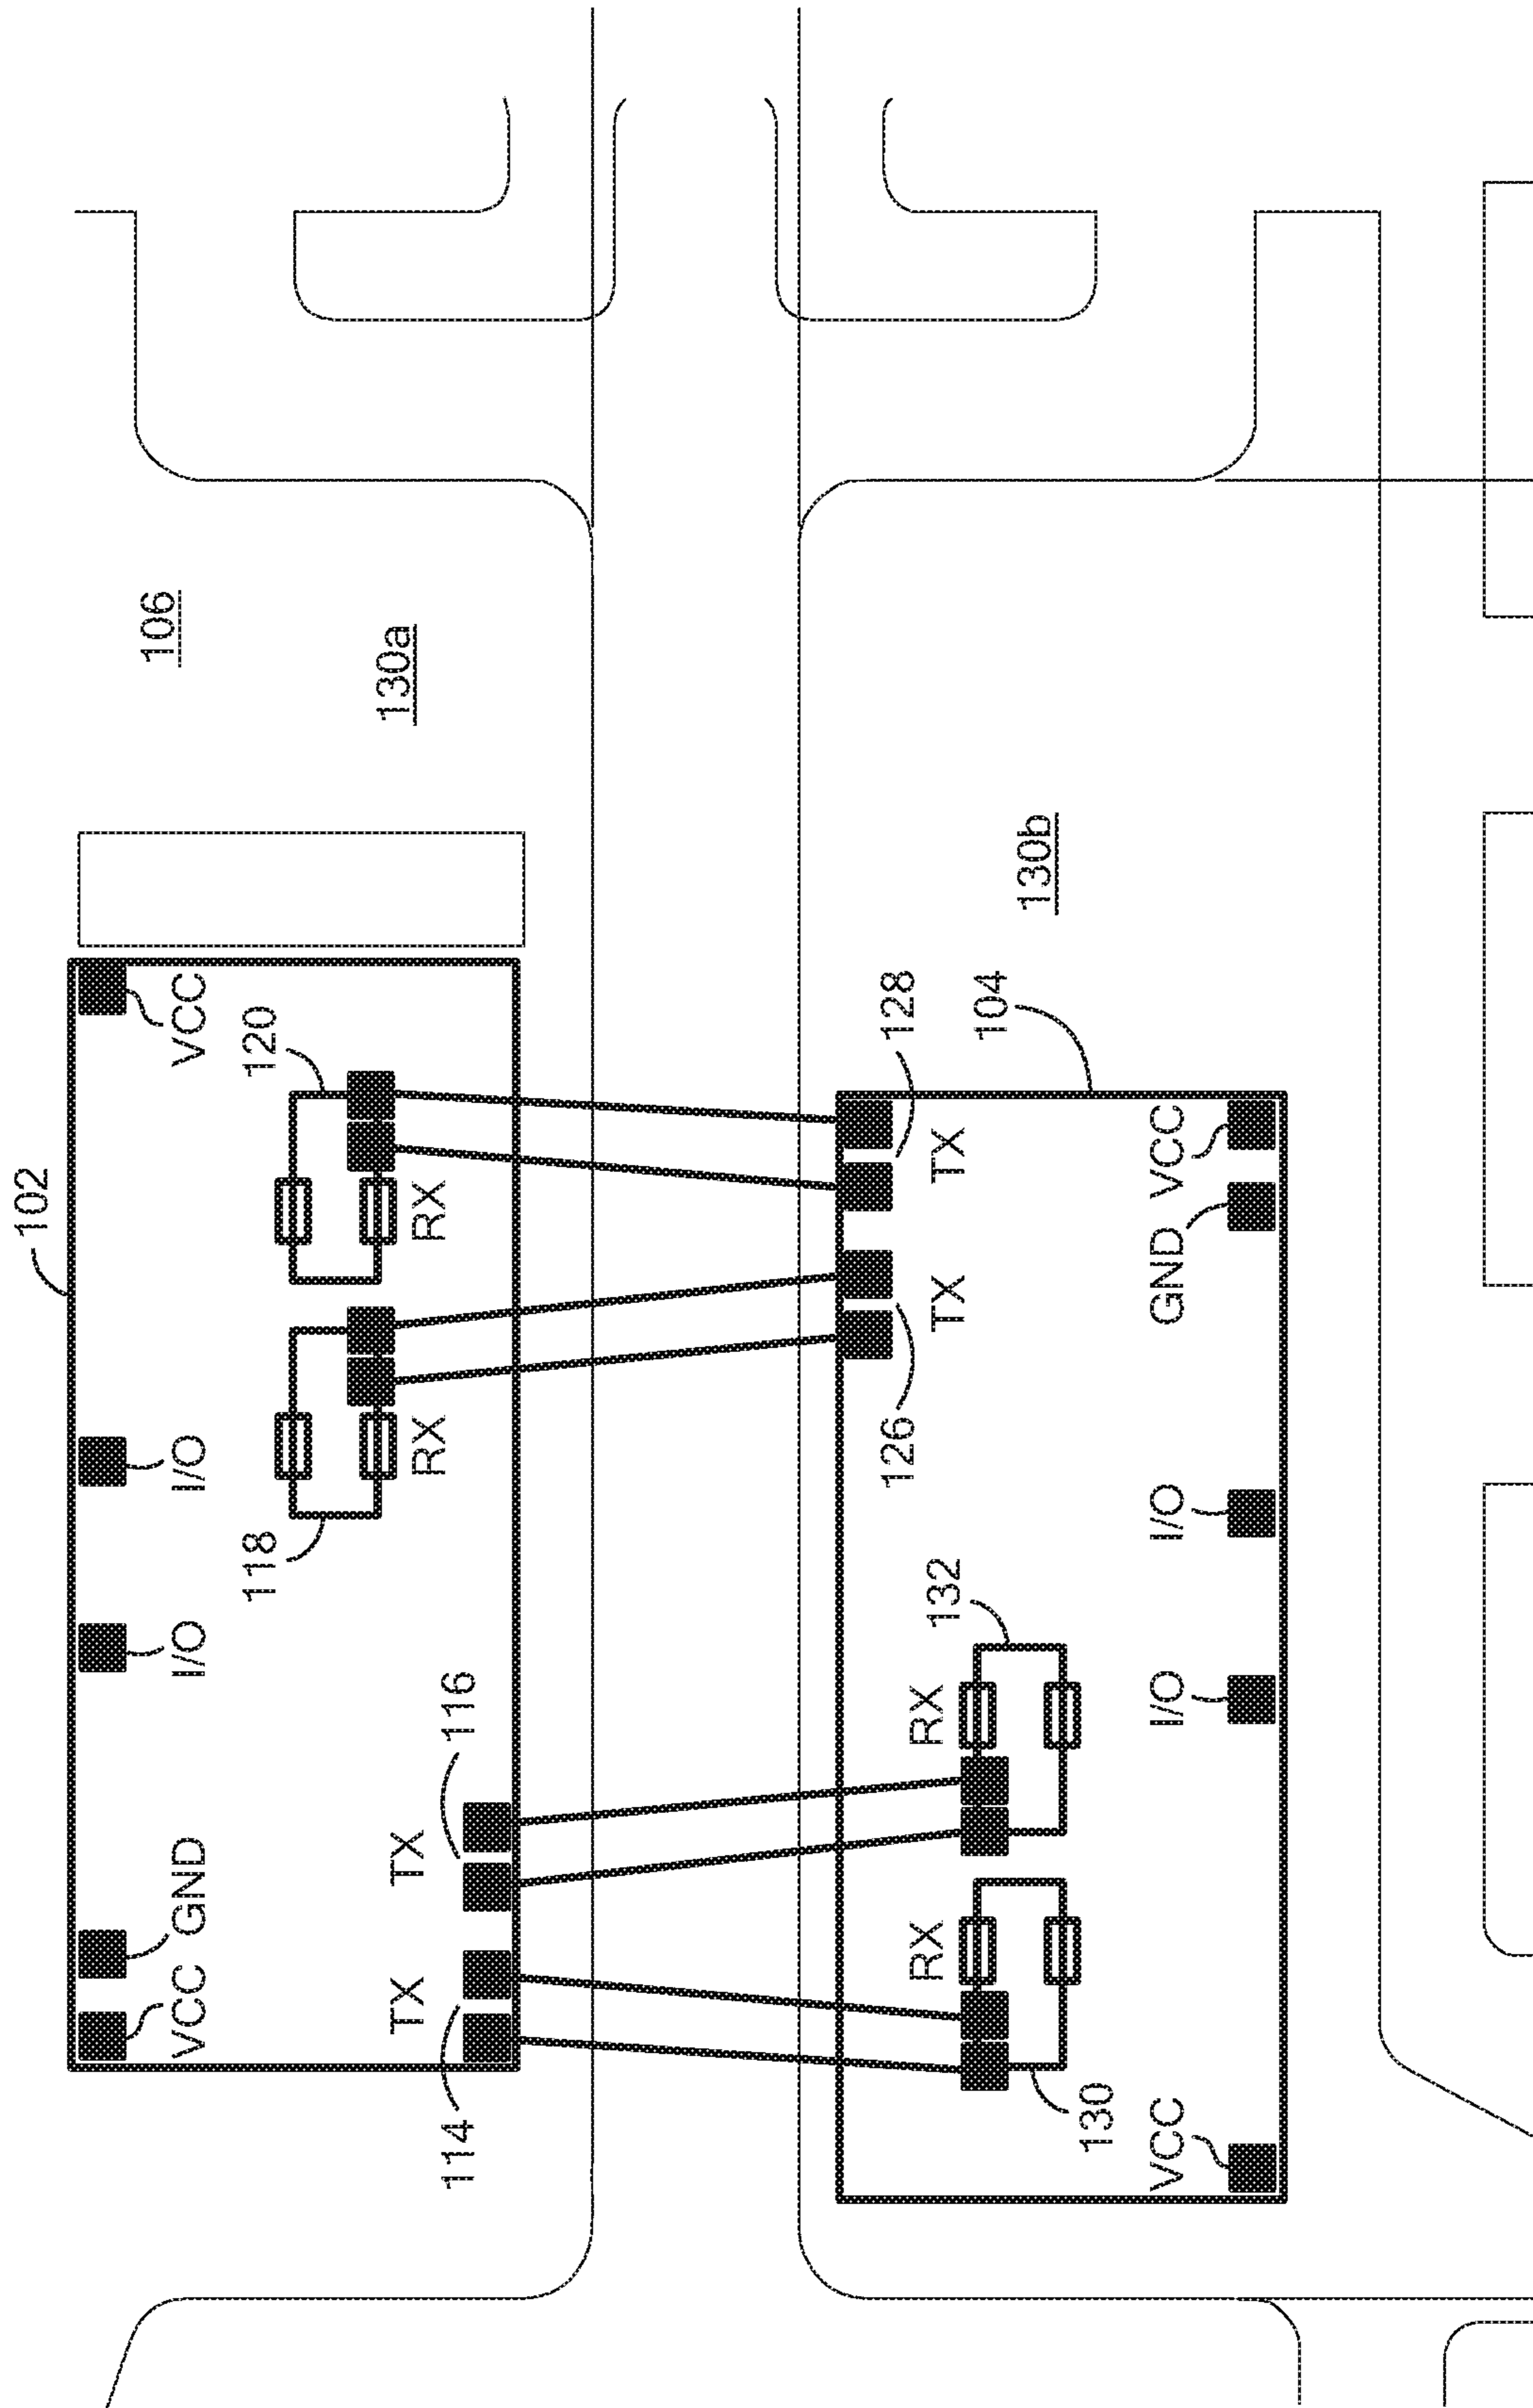 102
VCC
GND
I/O
I/O
VCC
114
TX
116
TX
118
RX
120
RX
106
130a
130
RX
132
RX
126
TX
128
TX
104
130b
VCC
I/O
I/O
GND
VCC